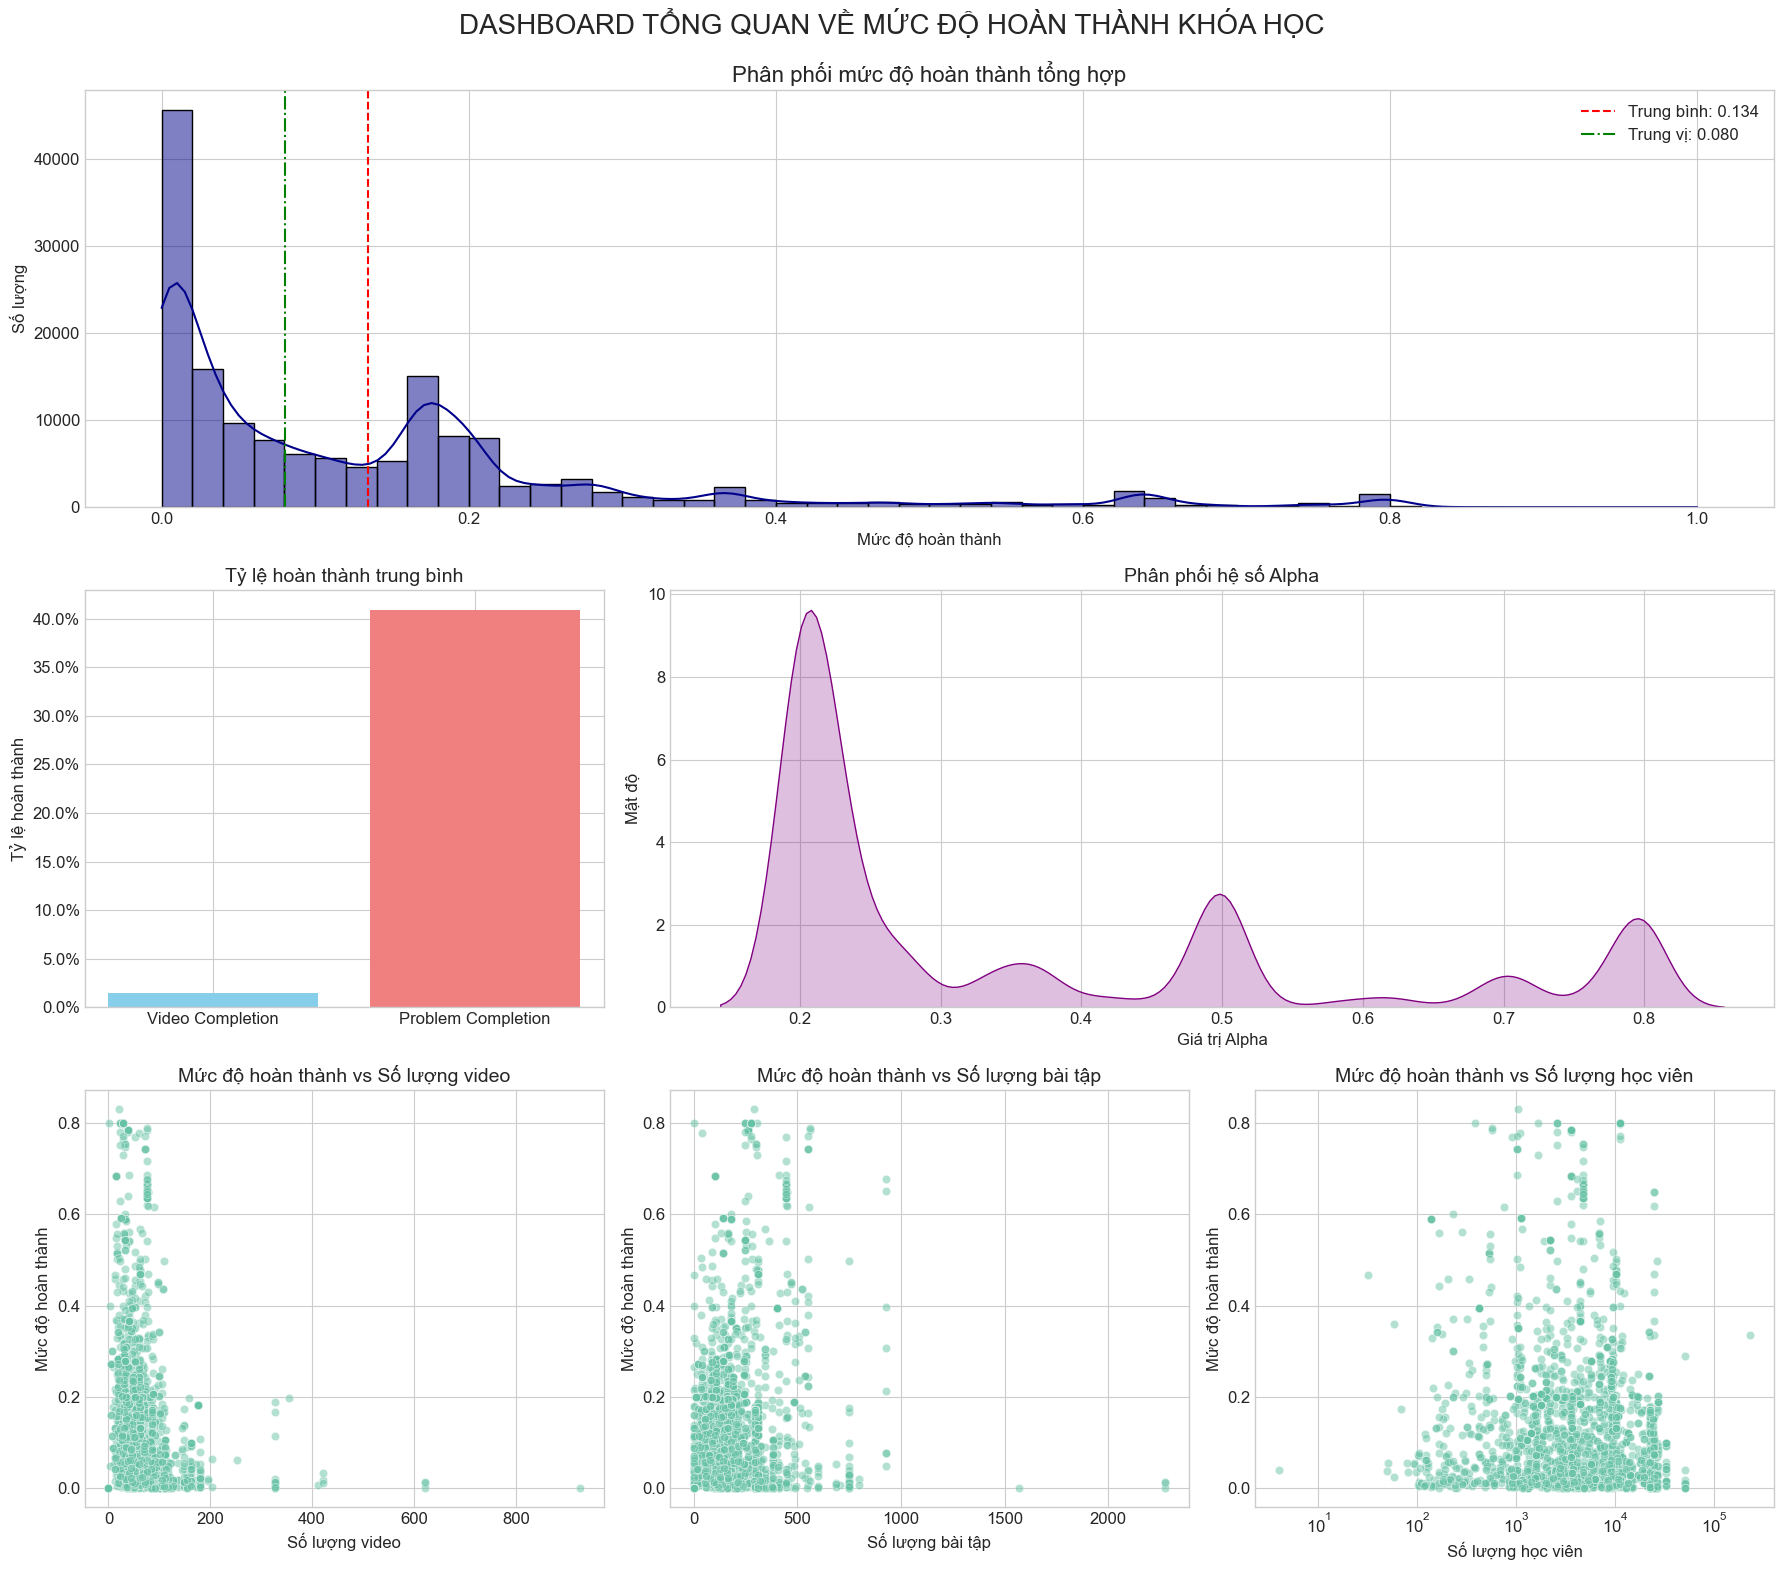 DASHBOARD TỔNG QUAN VỀ MỨC ĐỘ HOÀN THÀNH KHÓA HỌC
Phân phối mức độ hoàn thành tổng hợp
Trung bình: 0.134
Trung vị: 0.080
Số lượng
40000
30000
20000
10000
0
0.0 0.2 0.4 0.6 0.8 1.0
Mức độ hoàn thành
Tỷ lệ hoàn thành trung bình
Tỷ lệ hoàn thành
40.0%
35.0%
30.0%
25.0%
20.0%
15.0%
10.0%
5.0%
0.0%
Video Completion Problem Completion
Phân phối hệ số Alpha
Mật độ
10
8
6
4
2
0
0.2 0.3 0.4 0.5 0.6 0.7 0.8
Giá trị Alpha
Mức độ hoàn thành vs Số lượng video
Mức độ hoàn thành
0.8
0.6
0.4
0.2
0.0
0 200 400 600 800
Số lượng video
Mức độ hoàn thành vs Số lượng bài tập
Mức độ hoàn thành
0.8
0.6
0.4
0.2
0.0
0 500 1000 1500 2000
Số lượng bài tập
Mức độ hoàn thành vs Số lượng học viên
Mức độ hoàn thành
0.8
0.6
0.4
0.2
0.0
10¹ 10² 10³ 10⁴ 10⁵
Số lượng học viên